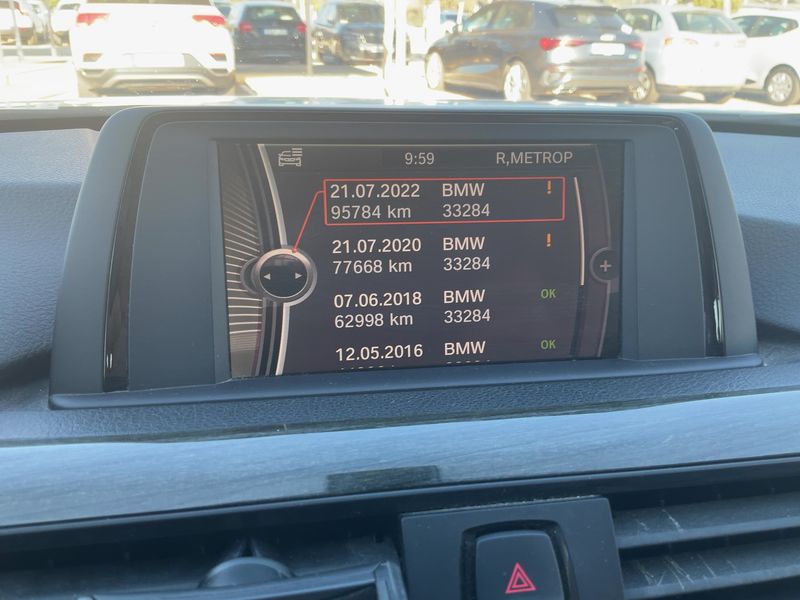 9:59 R,METROP
21.07.2022 BMW !
95784 km 33284
21.07.2020 BMW !
77668 km 33284
07.06.2018 BMW OK
62998 km 33284
12.05.2016 BMW OK